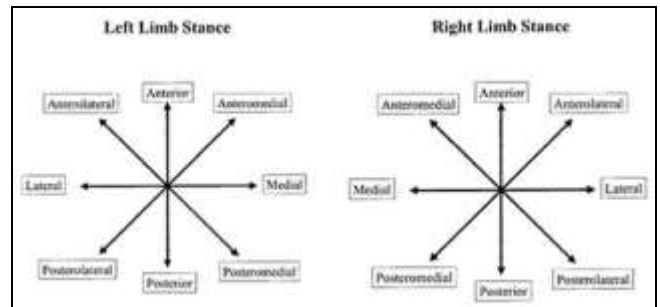 Left Limb Stance
Right Limb Stance
Anterior
Anterolateral
Anteromedial
Lateral
Medial
Posterolateral
Posterior
Posteromedial
Anterior
Anteromedial
Anterolateral
Medial
Lateral
Posteromedial
Posterior
Posterolateral